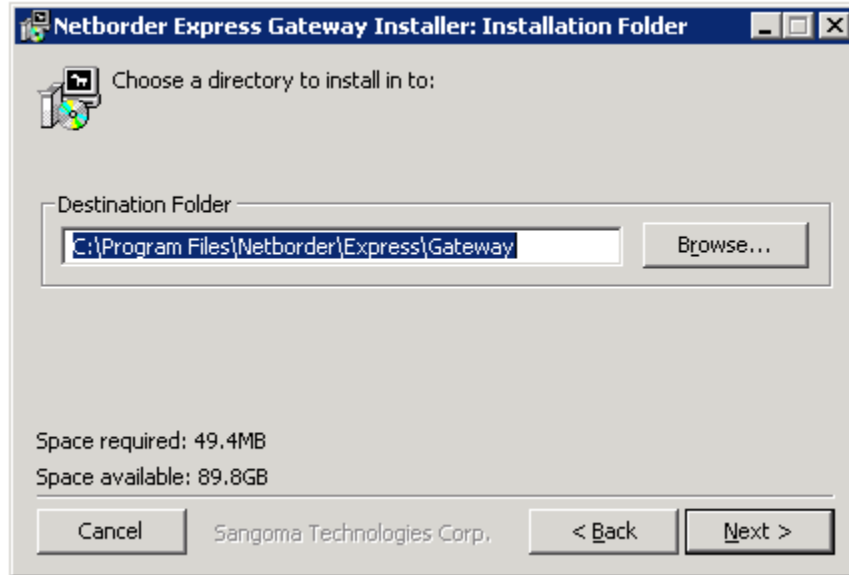 Netborder Express Gateway Installer: Installation Folder
Choose a directory to install in to:
Destination Folder
C:\Program Files\Netborder\Express\Gateway
Browse...
Space required: 49.4MB
Space available: 89.8GB
Cancel
Sangoma Technologies Corp.
< Back
Next >